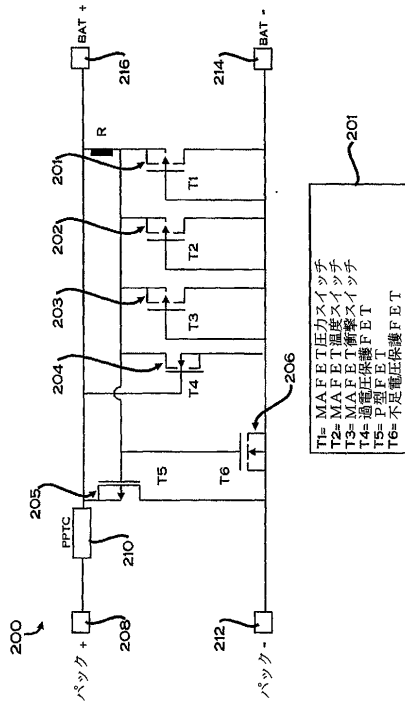 200
パック +
208
PPTC
210
205
204
203
202
201
R
BAT +
216
T5
T4
T3
T2
T1
T6
206
パック -
212
BAT -
214
201
T1= MAFET圧力スイッチ
T2= MAFET温度スイッチ
T3= MAFET衝撃スイッチ
T4= 過電圧保護FET
T5= P型FET
T6= 不足電圧保護FET